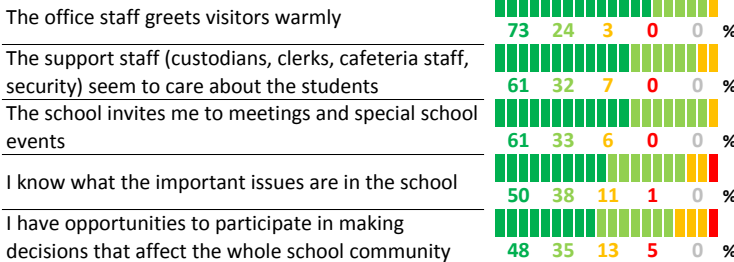 The office staff greets visitors warmly
73 24 3 0 0 %
The support staff (custodians, clerks, cafeteria staff,
security) seem to care about the students
61 32 7 0 0 %
The school invites me to meetings and special school
events
61 33 6 0 0 %
I know what the important issues are in the school
50 38 11 1 0 %
I have opportunities to participate in making
decisions that affect the whole school community
48 35 13 5 0 %